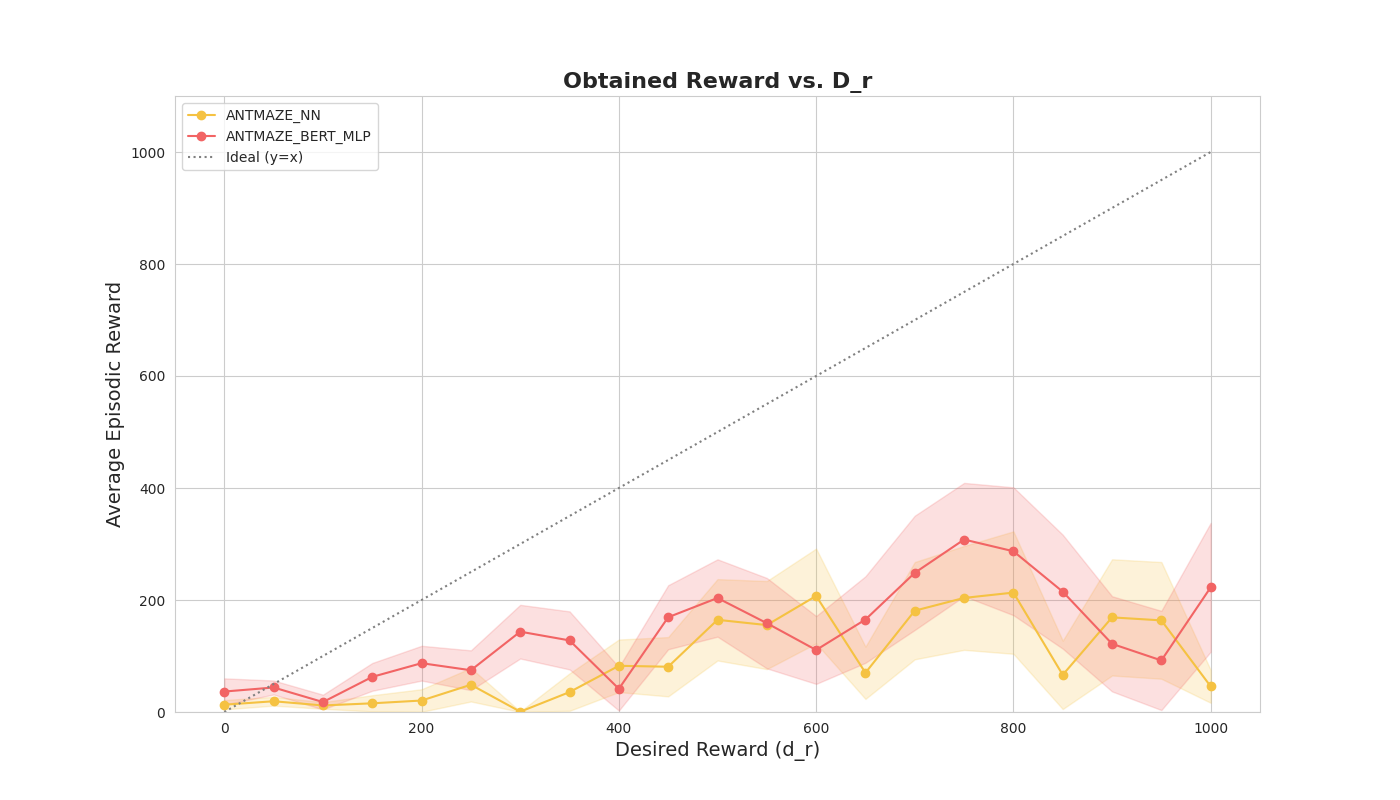 Obtained Reward vs. D_r
ANTMAZE_NN
ANTMAZE_BERT_MLP
Ideal (y=x)
1000
800
600
400
200
0
Average Episodic Reward
0 200 400 600 800 1000
Desired Reward (d_r)